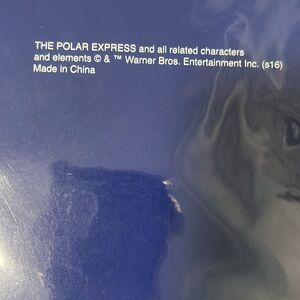 THE POLAR EXPRESS and all related characters
and elements © & ™ Warner Bros. Entertainment Inc. (s16)
Made in China